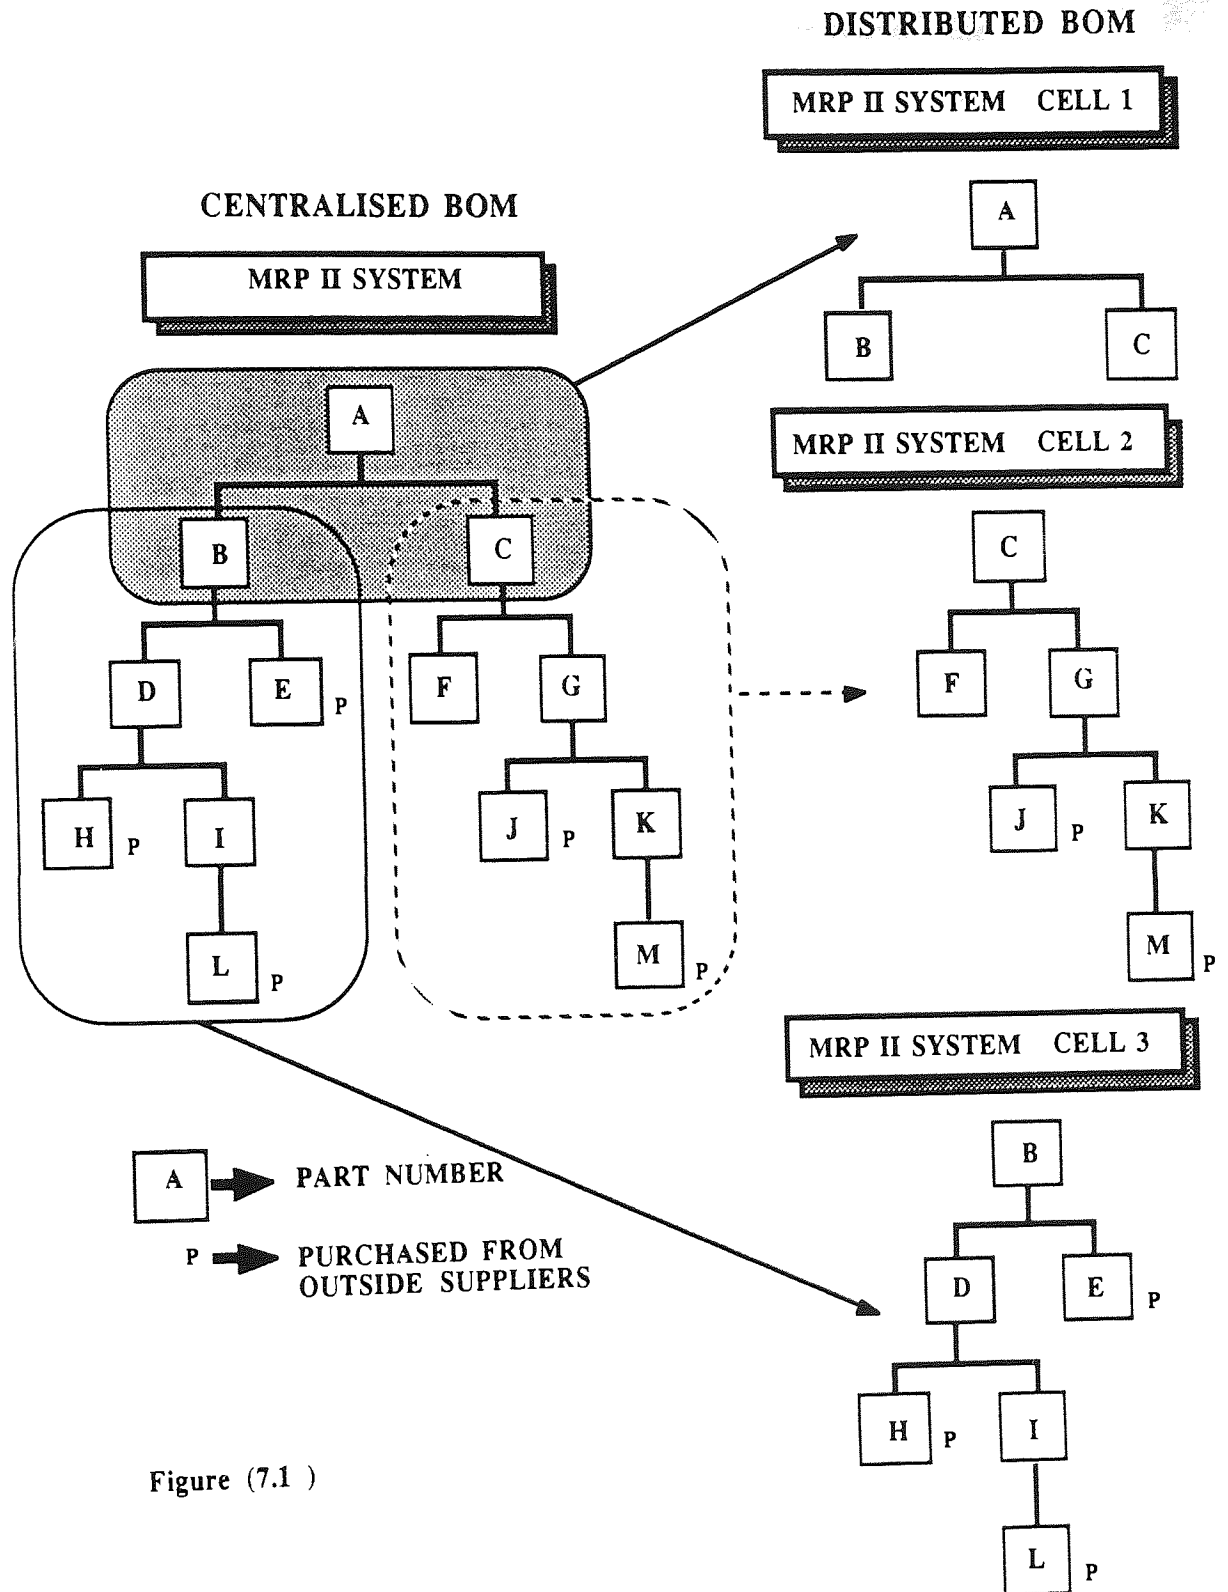 DISTRIBUTED BOM
MRP II SYSTEM CELL 1
A
B
C
CENTRALISED BOM
MRP II SYSTEM
A
B
C
D
E
P
F
G
H
P
I
J
P
K
L
P
M
P
MRP II SYSTEM CELL 2
C
F
G
J
P
K
M
P
MRP II SYSTEM CELL 3
B
D
E
P
H
P
I
L
P
A
PART NUMBER
P
PURCHASED FROM
OUTSIDE SUPPLIERS
Figure (7.1 )